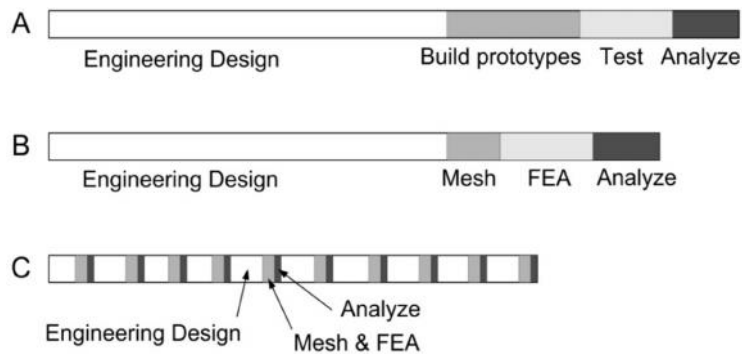 A
Engineering Design Build prototypes Test Analyze
B
Engineering Design Mesh FEA Analyze
C
Analyze
Engineering Design
Mesh & FEA